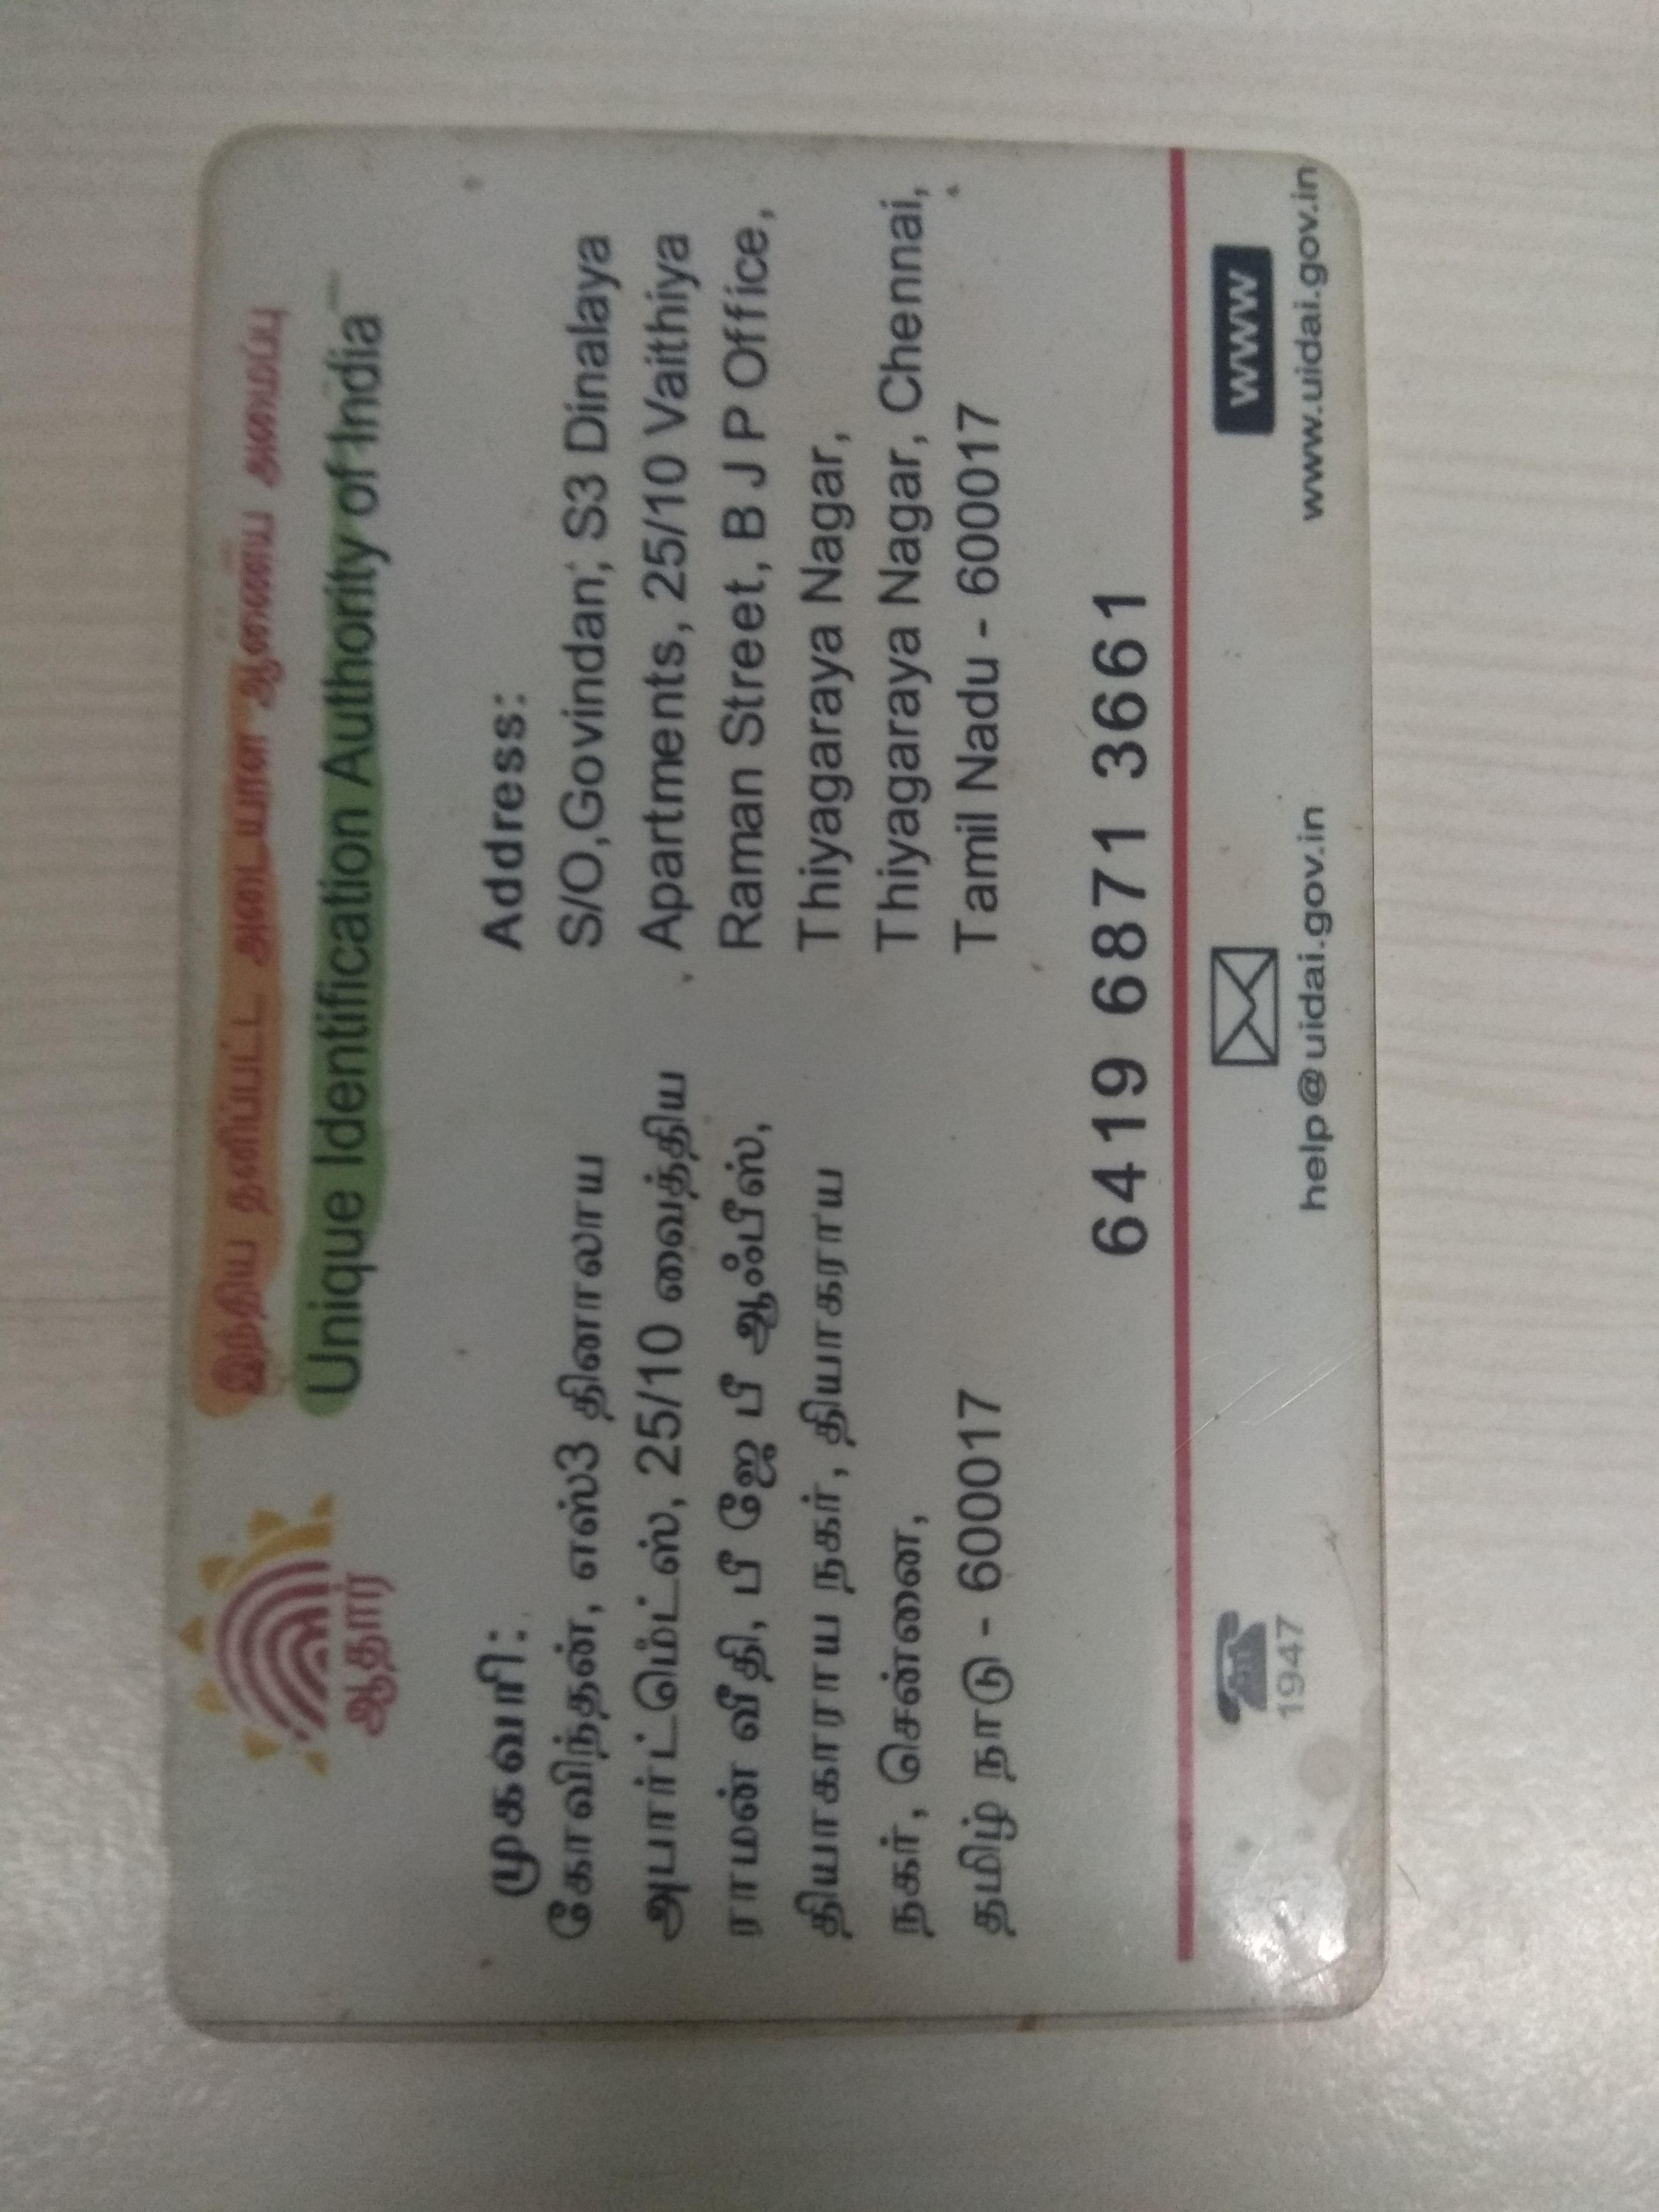 இந்திய தனிப்பட்ட அடையாள ஆணைய அமைப்பு
Unique Identification Authority of India
ஆதார்
முகவரி:
கோவிந்தன், எஸ்3 தினாலாய
அபார்ட்மெண்ட்ஸ், 25/10 வைத்திய
ராமன் வீதி, பீ ஜே பீ ஆஃபீஸ்,
தியாகாராய நகர், தியாகராய
நகர், சென்னை,
தமிழ் நாடு - 600017
Address:
S/O,Govindan, S3 Dinalaya
Apartments, 25/10 Vaithiya
Raman Street, B J P Office,
Thiyagaraya Nagar,
Thiyagaraya Nagar, Chennai,
Tamil Nadu - 600017
6419 6871 3661
1947
help@uidai.gov.in
www
www.uidai.gov.in